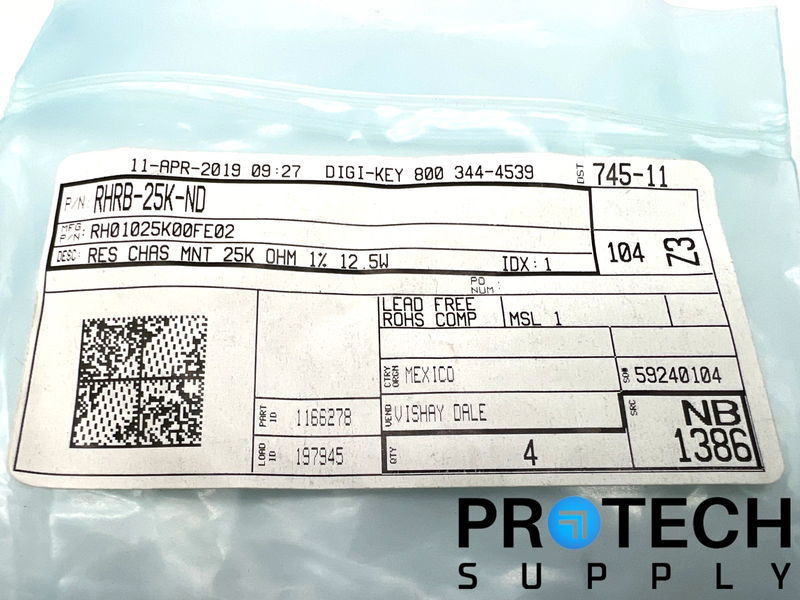 11-APR-2019 09:27 DIGI-KEY 800 344-4539 DST 745-11
P/N: RHRB-25K-ND
MFG P/N: RH01025K00FE02
DESC: RES CHAS MNT 25K OHM 1% 12.5W IDX: 1
104 Z3
PO NUM:
LEAD FREE
ROHS COMP MSL 1
CTRY ORGN MEXICO SO# 59240104
PART ID 1166278 VEND VISHAY DALE SRC NB
1386
LOAD ID 197945 QTY 4
PROTECH
SUPPLY